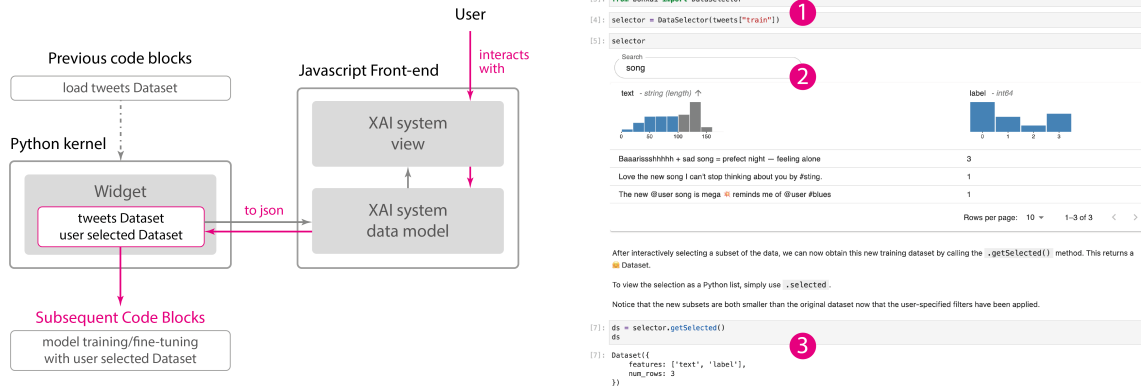 User
interacts
with
Previous code blocks
load tweets Dataset
Javascript Front-end
XAI system
view
Python kernel
Widget
tweets Dataset
user selected Dataset
to json
XAI system
data model
Subsequent Code Blocks
model training/fine-tuning
with user selected Dataset
1
[4]: selector = DataSelector(tweets["train"])
[5]: selector
Search
song
2
text - string (length) ↑
label - int64
0 50 100 150
0 1 2 3
Baaarissshhhhh + sad song = prefect night — feeling alone 3
Love the new song I can't stop thinking about you by #sting. 1
The new @user song is mega 💥 reminds me of @user #blues 1
Rows per page: 10 1–3 of 3
After interactively selecting a subset of the data, we can now obtain this new training dataset by calling the .getSelected() method. This returns a
🤗 Dataset.
To view the selection as a Python list, simply use .selected.
Notice that the new subsets are both smaller than the original dataset now that the user-specified filters have been applied.
[7]: ds = selector.getSelected()
ds
3
[7]: Dataset({
features: ['text', 'label'],
num_rows: 3
})